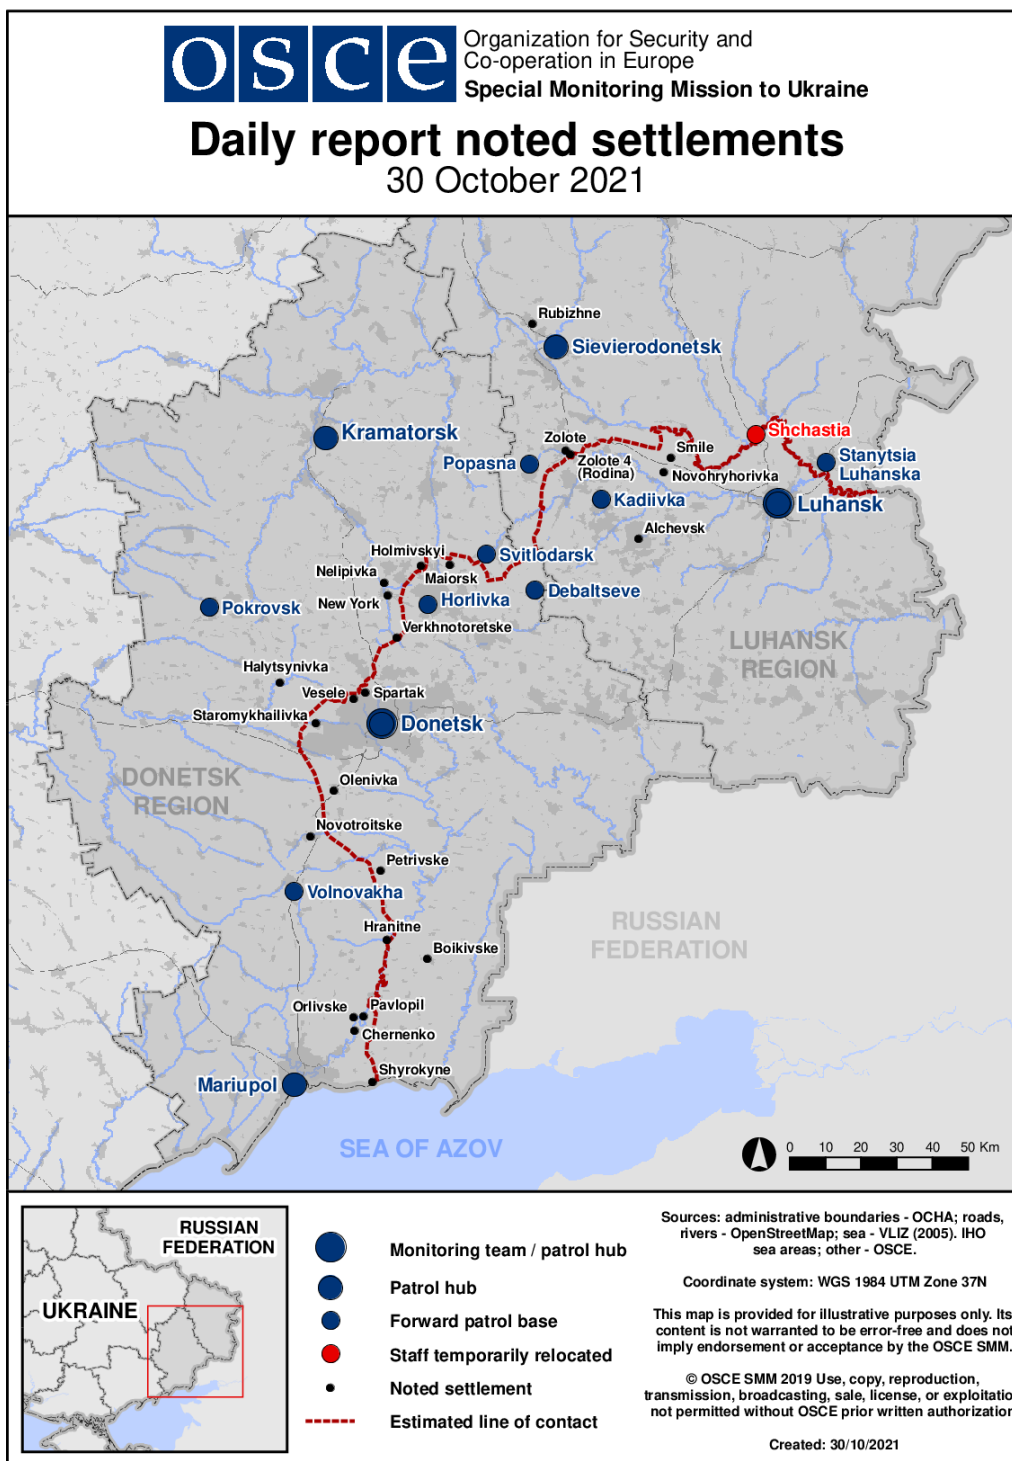 osce
Organization for Security and
Co-operation in Europe
Special Monitoring Mission to Ukraine
Daily report noted settlements
30 October 2021
Rubizhne
Sievierodonetsk
Kramatorsk
Zolote
Shchastia
Popasna
Zolote 4
(Rodina)
Smile
Stanytsia
Luhanska
Novohryhorivka
Kadiivka
Luhansk
Alchevsk
Holmivskyi
Svitlodarsk
Nelipivka
Maiorsk
New York
Horlivka
Debaltseve
Pokrovsk
Verkhnotoretske
LUHANSK
REGION
Halytsynivka
Vesele
Spartak
Staromykhailivka
Donetsk
DONETSK
REGION
Olenivka
Novotroitske
Petrivske
Volnovakha
Hranitne
RUSSIAN
FEDERATION
Boikivske
Orlivske
Pavlopil
Chernenko
Shyrokyne
Mariupol
SEA OF AZOV
0 10 20 30 40 50 Km
RUSSIAN
FEDERATION
UKRAINE
Monitoring team / patrol hub
Patrol hub
Forward patrol base
Staff temporarily relocated
Noted settlement
Estimated line of contact
Sources: administrative boundaries - OCHA; roads,
rivers - OpenStreetMap; sea - VLIZ (2005). IHO
sea areas; other - OSCE.
Coordinate system: WGS 1984 UTM Zone 37N
This map is provided for illustrative purposes only. Its
content is not warranted to be error-free and does not
imply endorsement or acceptance by the OSCE SMM.
© OSCE SMM 2019 Use, copy, reproduction,
transmission, broadcasting, sale, license, or exploitatio
not permitted without OSCE prior written authorization
Created: 30/10/2021